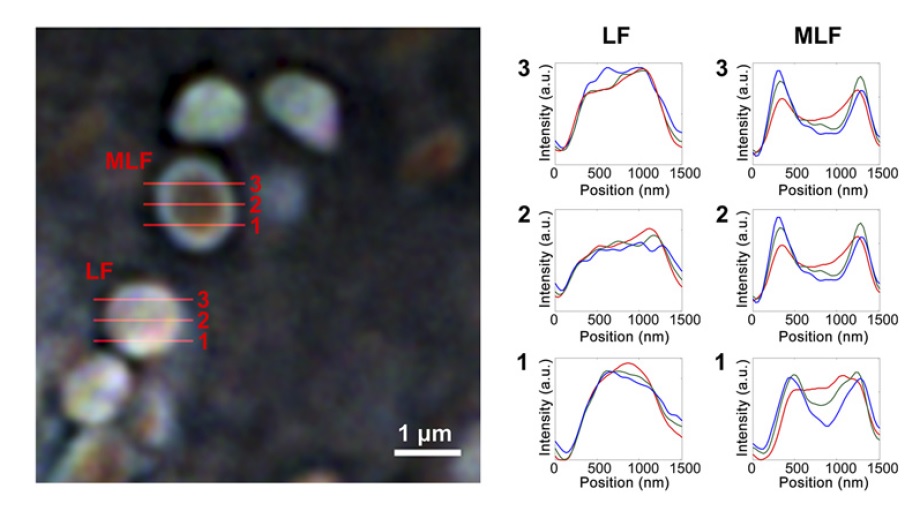 LF MLF
3
Intensity (a.u.)
0 500 1000 1500
Position (nm)
3
Intensity (a.u.)
0 500 1000 1500
Position (nm)
MLF
3
2
1
LF
3
2
1
1 μm
2
Intensity (a.u.)
0 500 1000 1500
Position (nm)
2
Intensity (a.u.)
0 500 1000 1500
Position (nm)
1
Intensity (a.u.)
0 500 1000 1500
Position (nm)
1
Intensity (a.u.)
0 500 1000 1500
Position (nm)